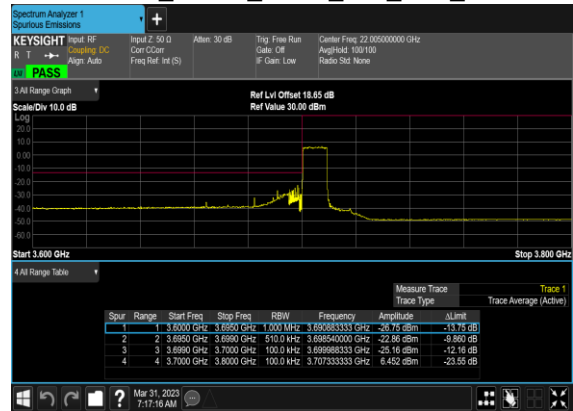 Spectrum Analyzer 1
Spurious Emissions
KEYSIGHT Input: RF Input Z: 50 Ω Atten: 30 dB Trig: Free Run Center Freq: 22.005000000 GHz
R T Coupling: DC Corr CCorr Gate: Off Avg|Hold: 100/100
Align: Auto Freq Ref: Int (S) IF Gain: Low Radio Std: None
PASS
3 All Range Graph
Ref Lvl Offset 18.65 dB
Scale/Div 10.0 dB Ref Value 30.00 dBm
Log
20.0
10.0
0.00
-10.0
-20.0
-30.0
-40.0
-50.0
-60.0
Start 3.600 GHz Stop 3.800 GHz
4 All Range Table
Measure Trace Trace 1
Trace Type Trace Average (Active)
Spur Range Start Freq Stop Freq RBW Frequency Amplitude ΔLimit
1 1 3.6000 GHz 3.6950 GHz 1.000 MHz 3.690883333 GHz -26.75 dBm -13.75 dB
2 2 3.6950 GHz 3.6990 GHz 510.0 kHz 3.698540000 GHz -22.86 dBm -9.860 dB
3 3 3.6990 GHz 3.7000 GHz 100.0 kHz 3.699988333 GHz -25.16 dBm -12.16 dB
4 4 3.7000 GHz 3.8000 GHz 100.0 kHz 3.707333333 GHz 6.452 dBm -23.55 dB
Mar 31, 2023
7:17:16 AM